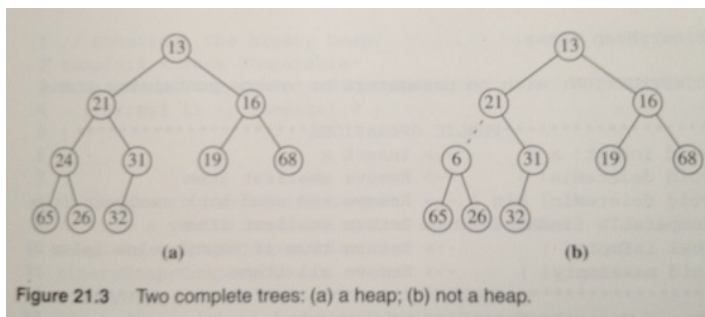 13 13
21 16 21 16
24 31 19 68 6 31 19 68
65 26 32 65 26 32
(a) (b)
Figure 21.3 Two complete trees: (a) a heap; (b) not a heap.